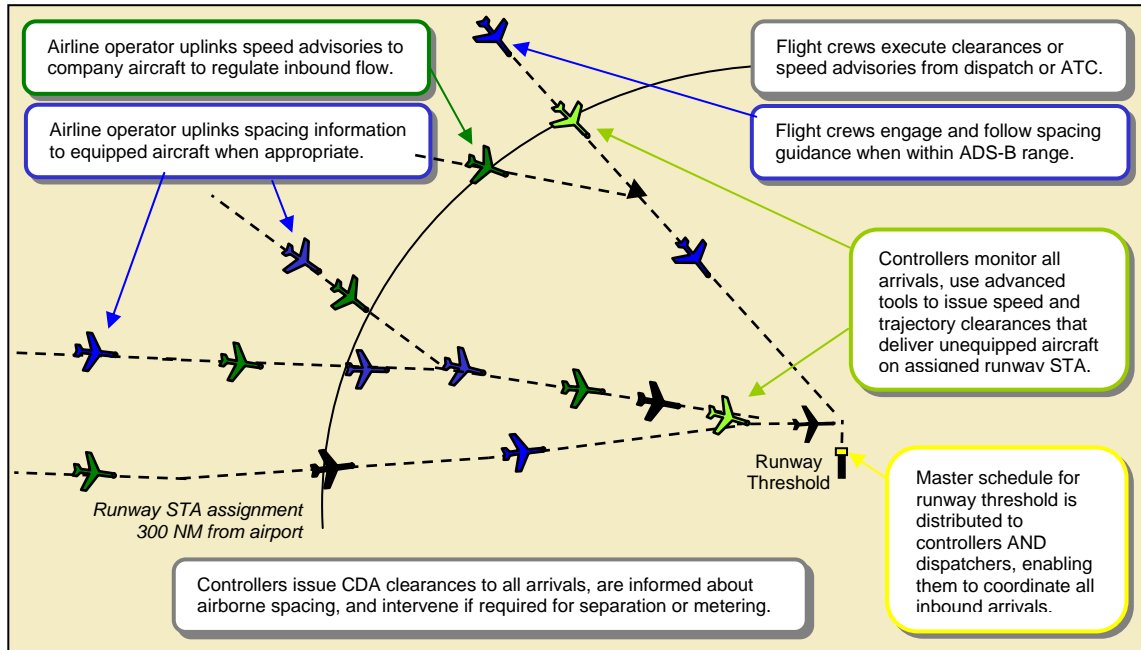 Airline operator uplinks speed advisories to
company aircraft to regulate inbound flow.
Flight crews execute clearances or
speed advisories from dispatch or ATC.
Airline operator uplinks spacing information
to equipped aircraft when appropriate.
Flight crews engage and follow spacing
guidance when within ADS-B range.
Controllers monitor all
arrivals, use advanced
tools to issue speed and
trajectory clearances that
deliver unequipped aircraft
on assigned runway STA.
Runway
Threshold
Master schedule for
runway threshold is
distributed to
controllers AND
dispatchers, enabling
them to coordinate all
inbound arrivals.
Runway STA assignment
300 NM from airport
Controllers issue CDA clearances to all arrivals, are informed about
airborne spacing, and intervene if required for separation or metering.